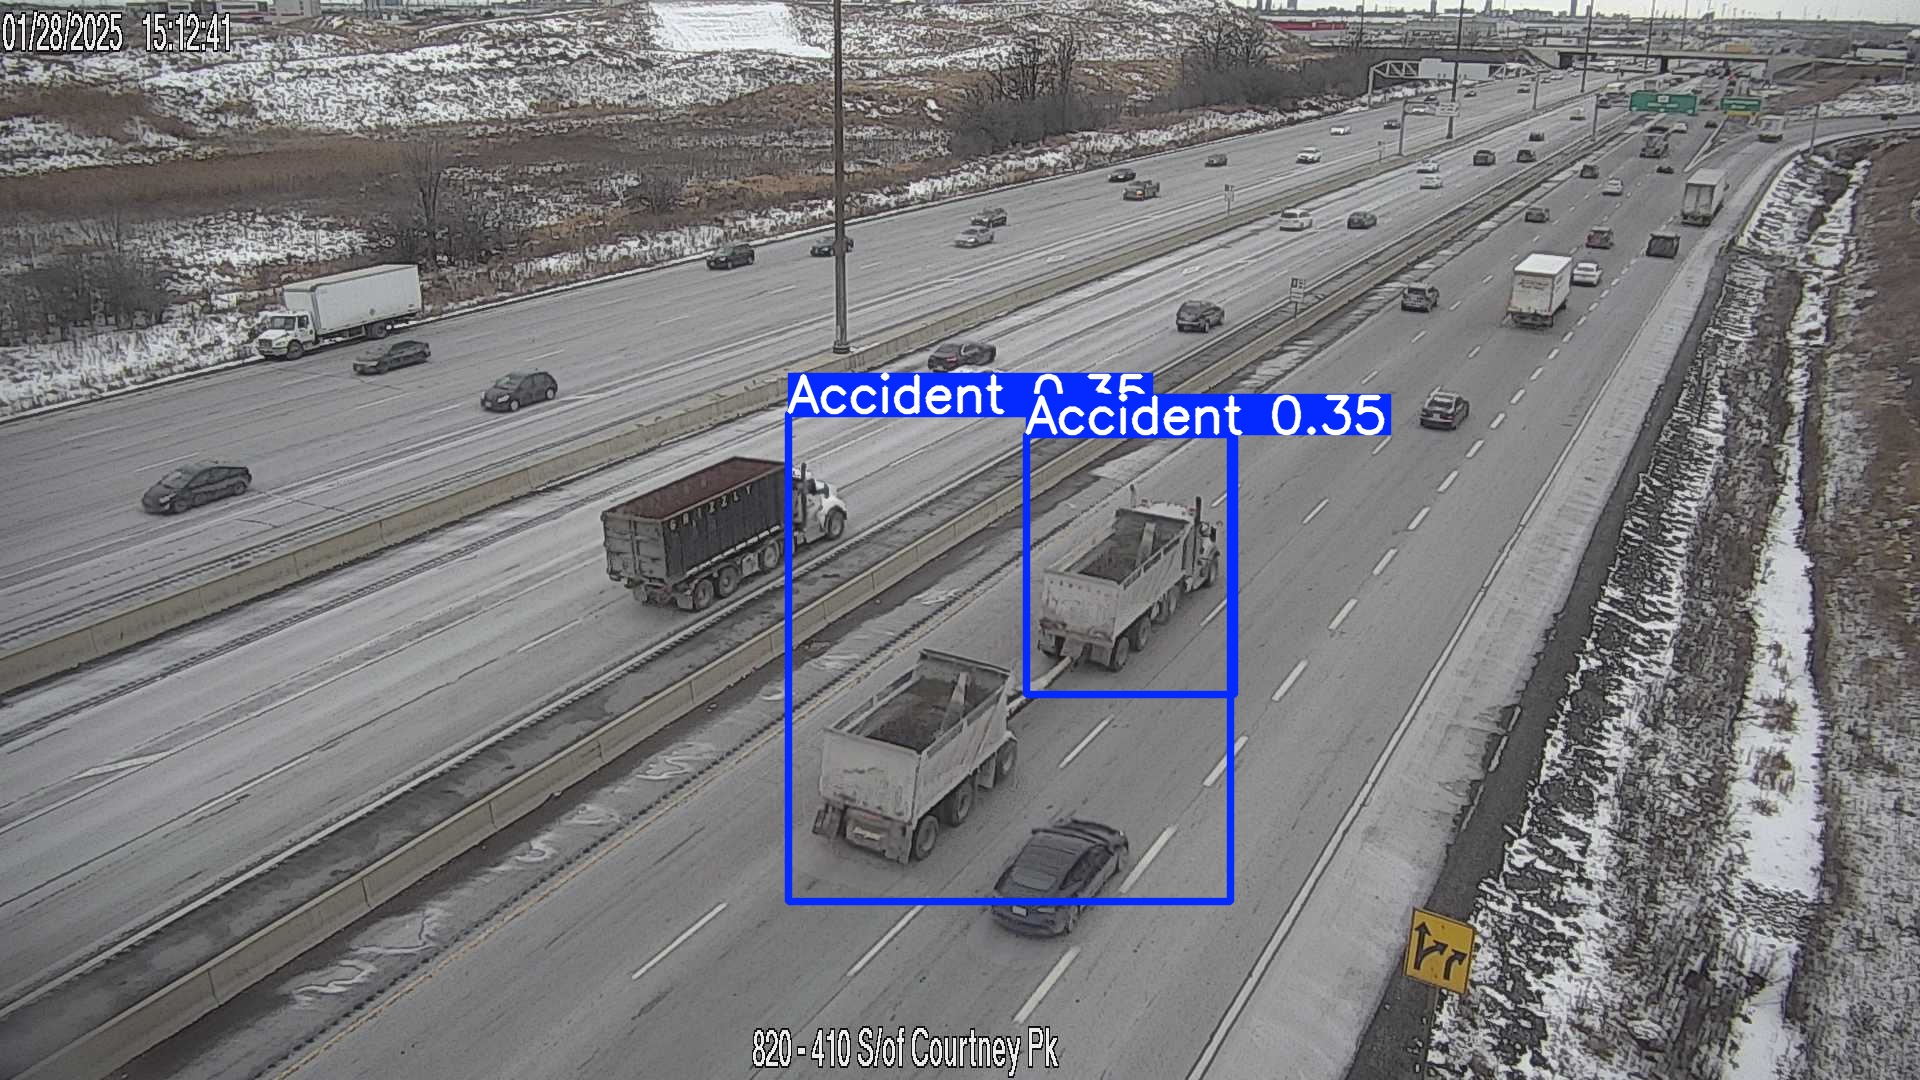 01/28/2025 15:12:41
Accident 0.35
Accident 0.35
GRIZZLY
820 - 410 S/of Courtney Pk